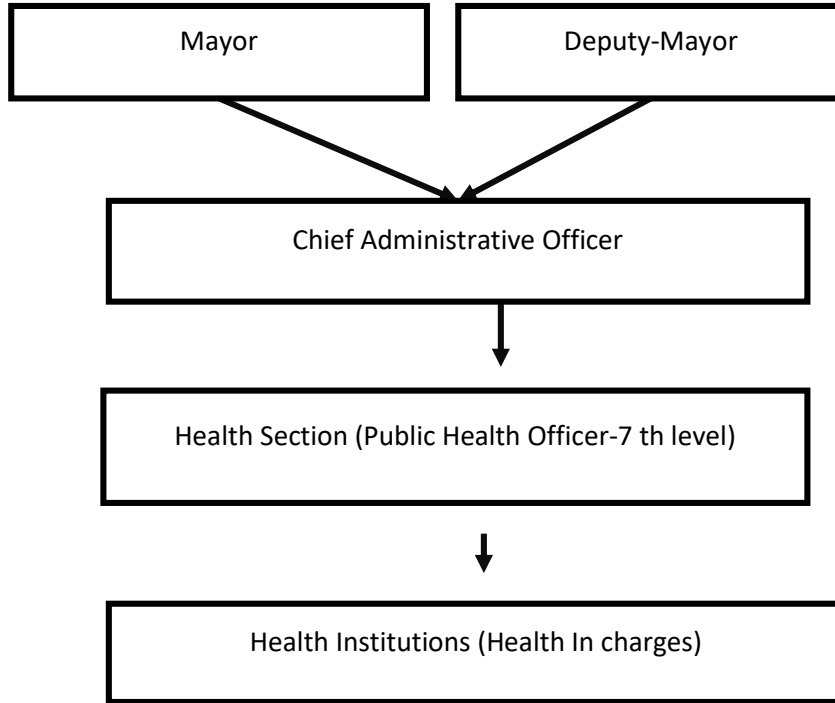 Mayor
Deputy-Mayor
Chief Administrative Officer
Health Section (Public Health Officer-7 th level)
Health Institutions (Health In charges)